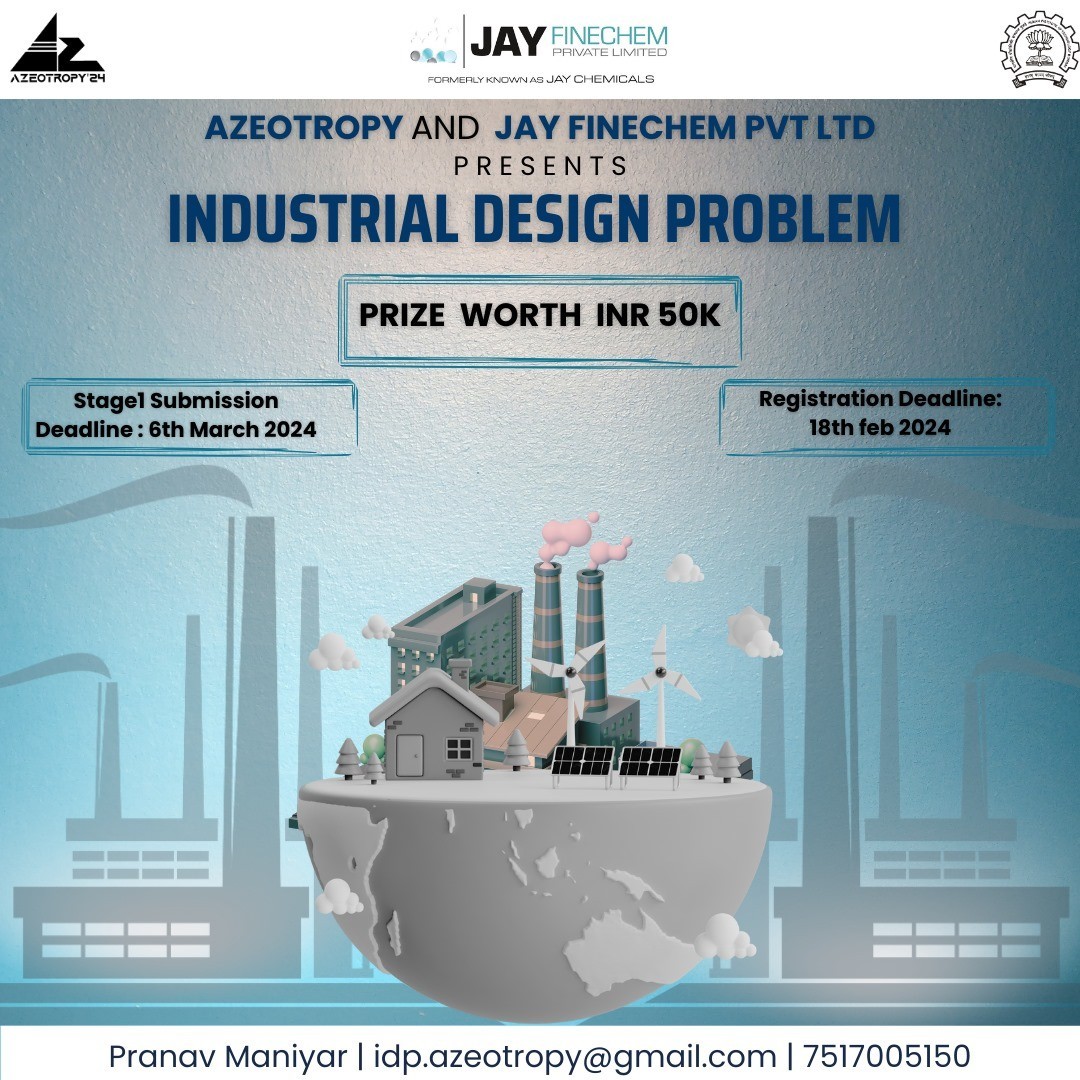 AZEOTROPY'24
JAY FINECHEM
PRIVATE LIMITED
FORMERLY KNOWN AS JAY CHEMICALS
AZEOTROPY AND JAY FINECHEM PVT LTD
PRESENTS
INDUSTRIAL DESIGN PROBLEM
PRIZE WORTH INR 50K
Stage1 Submission
Deadline : 6th March 2024
Registration Deadline:
18th feb 2024
Pranav Maniyar | idp.azeotropy@gmail.com | 7517005150